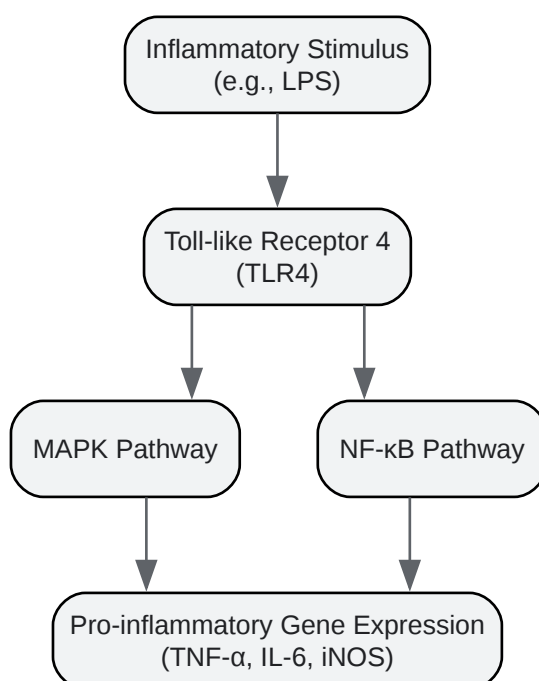 Inflammatory Stimulus
(e.g., LPS)
Toll-like Receptor 4
(TLR4)
MAPK Pathway
NF-κB Pathway
Pro-inflammatory Gene Expression
(TNF-α, IL-6, iNOS)